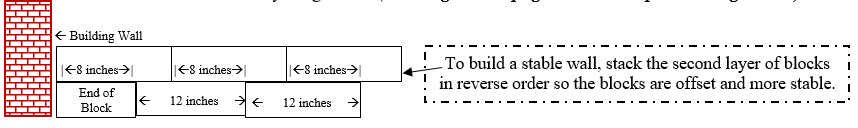 ← Building Wall
|←8 inches→| |←8 inches→| |←8 inches→|
To build a stable wall, stack the second layer of blocks
in reverse order so the blocks are offset and more stable.
End of
Block
← 12 inches → ← 12 inches →